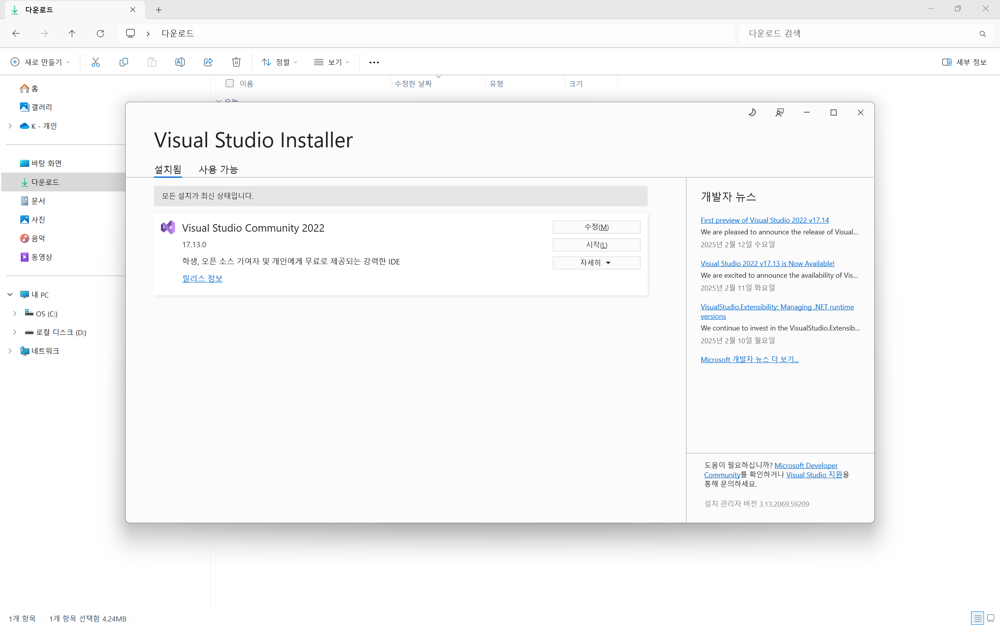 다운로드
다운로드
다운로드 검색
새로 만들기
정렬
보기
세부 정보
이름
수정한 날짜
유형
크기
오늘
홈
갤러리
K - 개인
바탕 화면
다운로드
문서
사진
음악
동영상
내 PC
OS (C:)
로컬 디스크 (D:)
네트워크
Visual Studio Installer
설치됨
사용 가능
모든 설치가 최신 상태입니다.
Visual Studio Community 2022
17.13.0
학생, 오픈 소스 기여자 및 개인에게 무료로 제공되는 강력한 IDE
릴리스 정보
수정(M)
시작(L)
자세히
개발자 뉴스
First preview of Visual Studio 2022 v17.14
We are pleased to announce the release of Visual...
2025년 2월 12일 수요일
Visual Studio 2022 v17.13 is Now Available!
We are excited to announce the availability of Vis...
2025년 2월 11일 화요일
VisualStudio.Extensibility: Managing .NET runtime
versions
We continue to invest in the VisualStudio.Extensib...
2025년 2월 10일 월요일
Microsoft 개발자 뉴스 더 보기...
도움이 필요하십니까? Microsoft Developer
Community를 확인하거나 Visual Studio 지원을
통해 문의하세요.
설치 관리자 버전 3.13.2069.59209
1개 항목
1개 항목 선택함 4.24MB